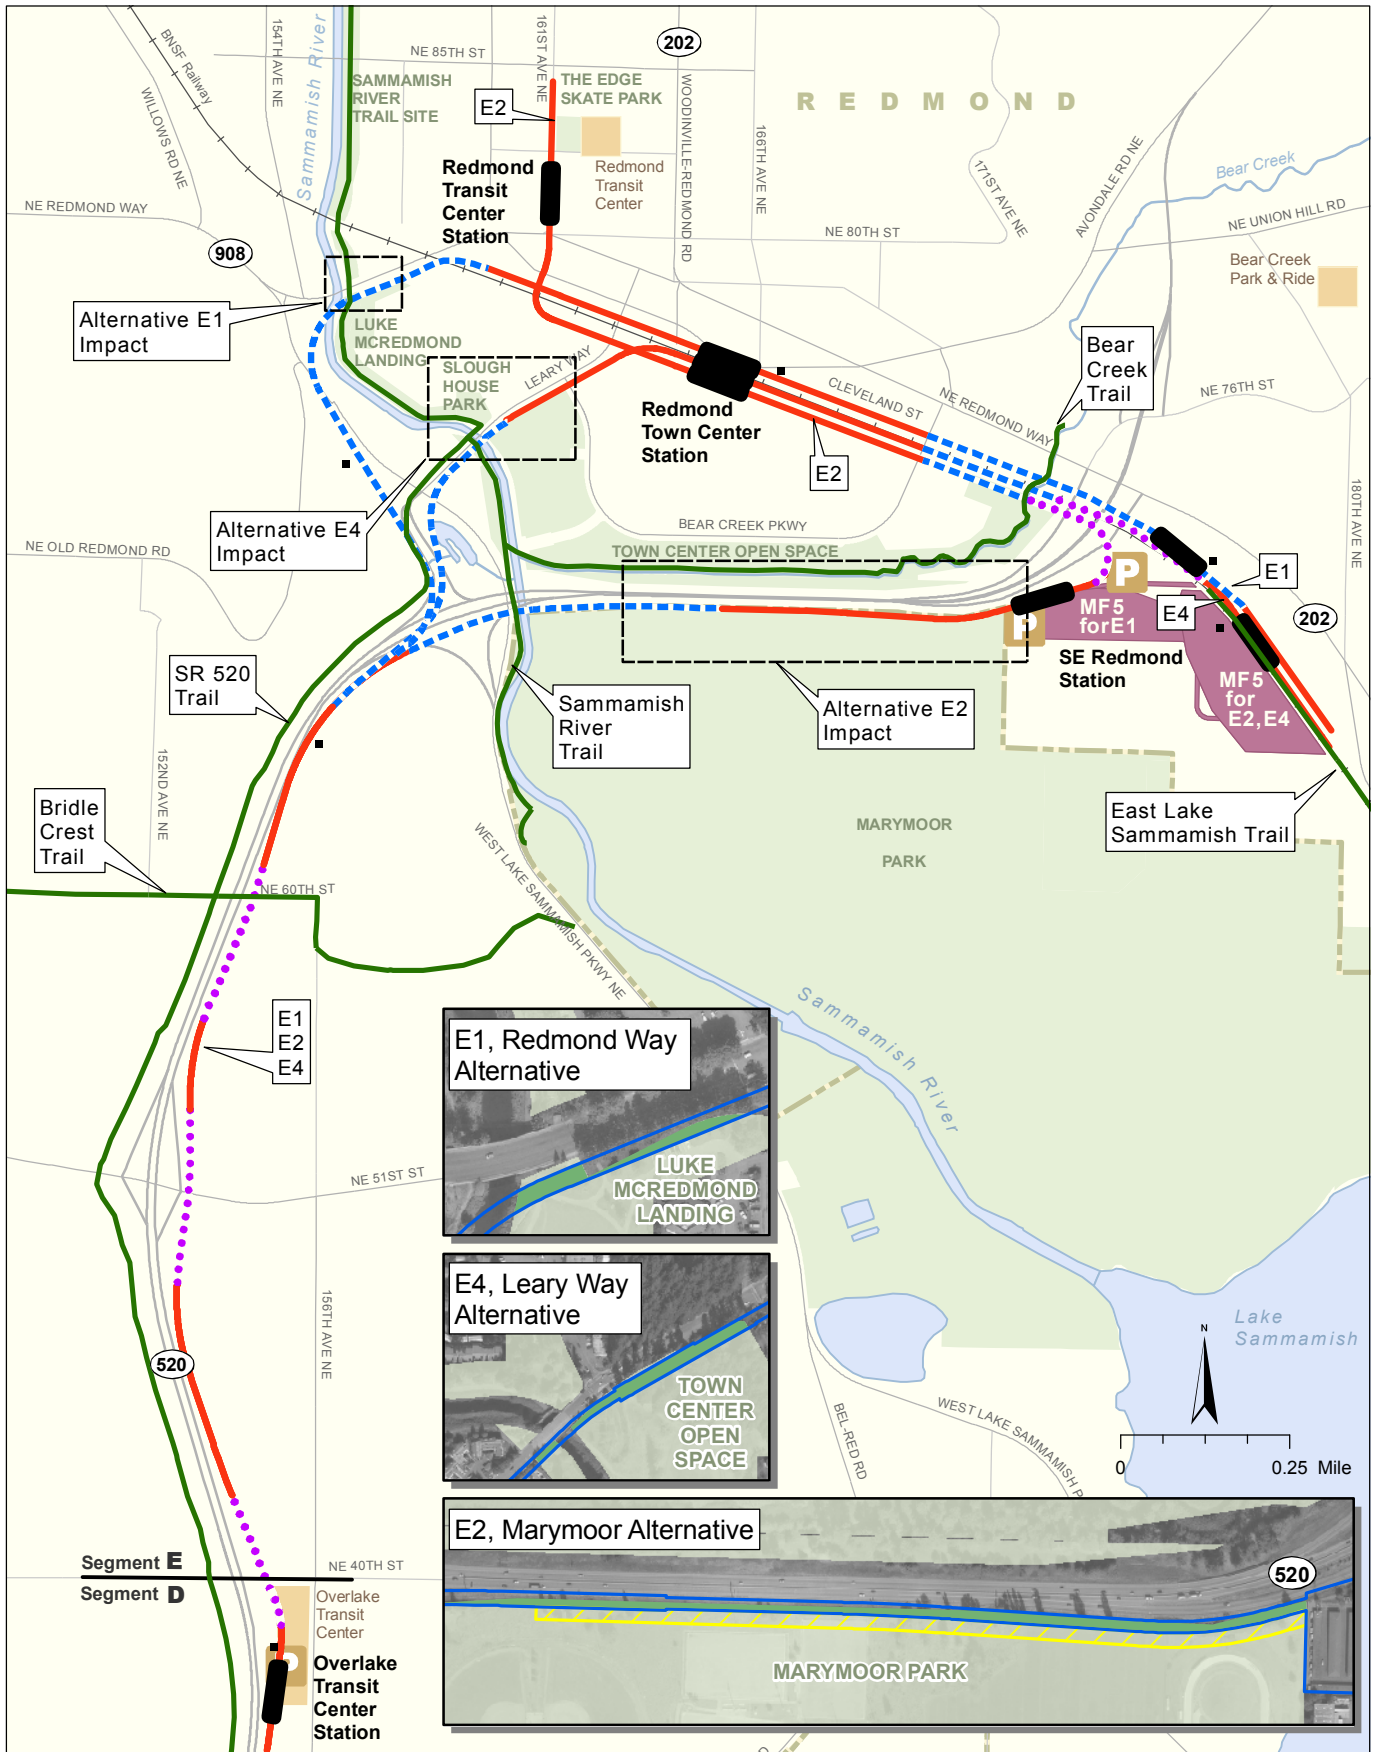 BNSF Railway
154TH AVE NE
Sammamish River
161ST AVE NE
NE 85TH ST
202
WOODINVILLE-REDMOND RD
166TH AVE NE
SAMMAMISH
RIVER
TRAIL SITE
THE EDGE
SKATE PARK
E2
REDMOND
WILLOWS RD NE
Redmond
Transit
Center
Station
Redmond
Transit
Center
171ST AVE NE
AVONDALE RD NE
Bear Creek
NE REDMOND WAY
NE 80TH ST
NE UNION HILL RD
908
Bear Creek
Park & Ride
Alternative E1
Impact
LUKE
MCREDMOND
LANDING
SLOUGH
HOUSE
PARK
LEARY WAY
Redmond
Town Center
Station
CLEVELAND ST
NE REDMOND WAY
Bear
Creek
Trail
NE 76TH ST
E2
180TH AVE NE
Alternative E4
Impact
BEAR CREEK PKWY
NE OLD REDMOND RD
TOWN CENTER OPEN SPACE
P
E1
MF5
for E1
E4
202
P
SE Redmond
Station
MF5
for
E2,E4
SR 520
Trail
Sammamish
River
Trail
Alternative E2
Impact
152ND AVE NE
Bridle
Crest
Trail
East Lake
Sammamish Trail
MARYMOOR
PARK
NE 60TH ST
WEST LAKE SAMMAMISH PKWY NE
E1
E2
E4
Sammamish River
E1, Redmond Way
Alternative
LUKE
MCREDMOND
LANDING
NE 51ST ST
156TH AVE NE
E4, Leary Way
Alternative
TOWN
CENTER
OPEN
SPACE
Lake
Sammamish
N
520
BEL-RED RD
WEST LAKE SAMMAMISH P
0 0.25 Mile
E2, Marymoor Alternative
520
MARYMOOR PARK
Segment E
NE 40TH ST
Segment D
Overlake
Transit
Center
P
Overlake
Transit
Center
Station